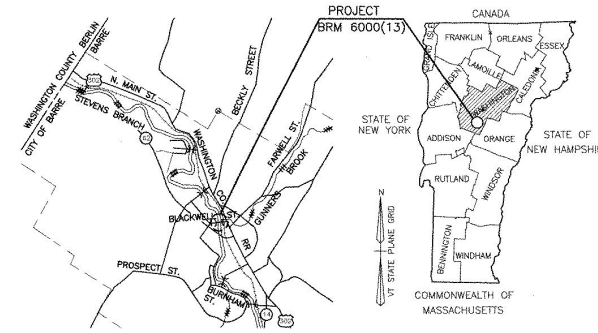 PROJECT
BRM 6000(13)
CANADA
WASHINGTON COUNTY BERLIN
CITY OF BARRE BARRE
302
N. MAIN ST.
STEVENS BRANCH
62
BECKLY STREET
WASHINGTON CO. RR
FARWELL ST.
GUNNERS BROOK
BLACKWELL ST.
PROSPECT ST.
BURNHAM ST.
14
302
GRAND ISLE
FRANKLIN
ORLEANS
ESSEX
LAMOILLE
CALEDONIA
CHITTENDEN
WASHINGTON
STATE OF
NEW YORK
ADDISON
ORANGE
STATE OF
NEW HAMPSHI
RUTLAND
WINDSOR
BENNINGTON
WINDHAM
N
VT STATE PLANE GRID
COMMONWEALTH OF
MASSACHUSETTS